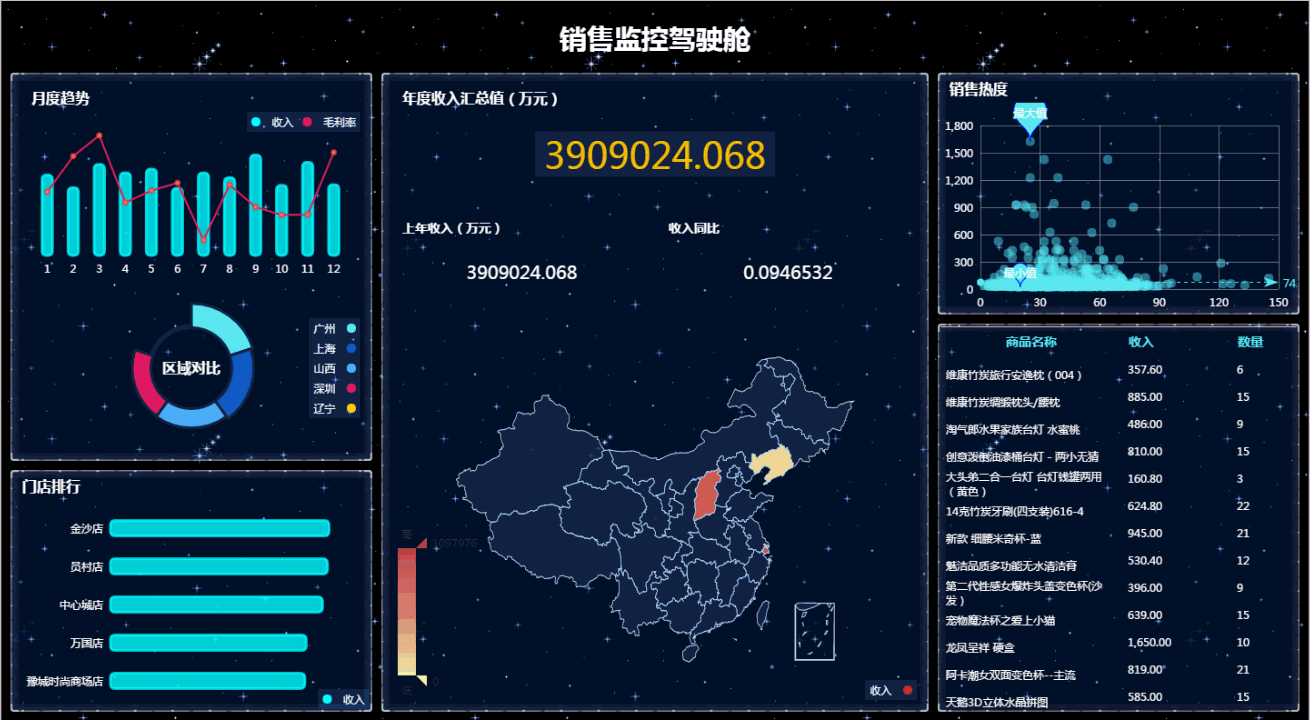 销售监控驾驶舱
月度趋势
收入 毛利率
1 2 3 4 5 6 7 8 9 10 11 12
区域对比
广州
上海
山西
深圳
辽宁
门店排行
金沙店
员村店
中心城店
万国店
豫城时尚商场店
收入
年度收入汇总值（万元）
3909024.068
上年收入（万元） 收入同比
3909024.068 0.0946532
高
1097976
0
低
收入
销售热度
最大值
1,800
1,500
1,200
900
600
300
0
最小值
74
0 30 60 90 120 150
商品名称 收入 数量
维康竹炭旅行安逸枕（004） 357.60 6
维康竹炭绸缎枕头/腰枕 885.00 15
淘气郎水果家族台灯 水蜜桃 486.00 9
创意泼倒油漆桶台灯 - 两小无猜 810.00 15
大头弟二合一台灯 台灯钱罐两用
（黄色） 160.80 3
14克竹炭牙刷(四支装)616-4 624.80 22
新款 细腰米奇杯-蓝 945.00 21
魅洁品质多功能无水清洁膏 530.40 12
第二代性感女爆炸头盖变色杯(沙
发） 396.00 9
宠物魔法杯之爱上小猫 639.00 15
龙凤呈祥 硬盒 1,650.00 10
阿卡潮女双面变色杯--主流 819.00 21
天鹅3D立体水晶拼图 585.00 15